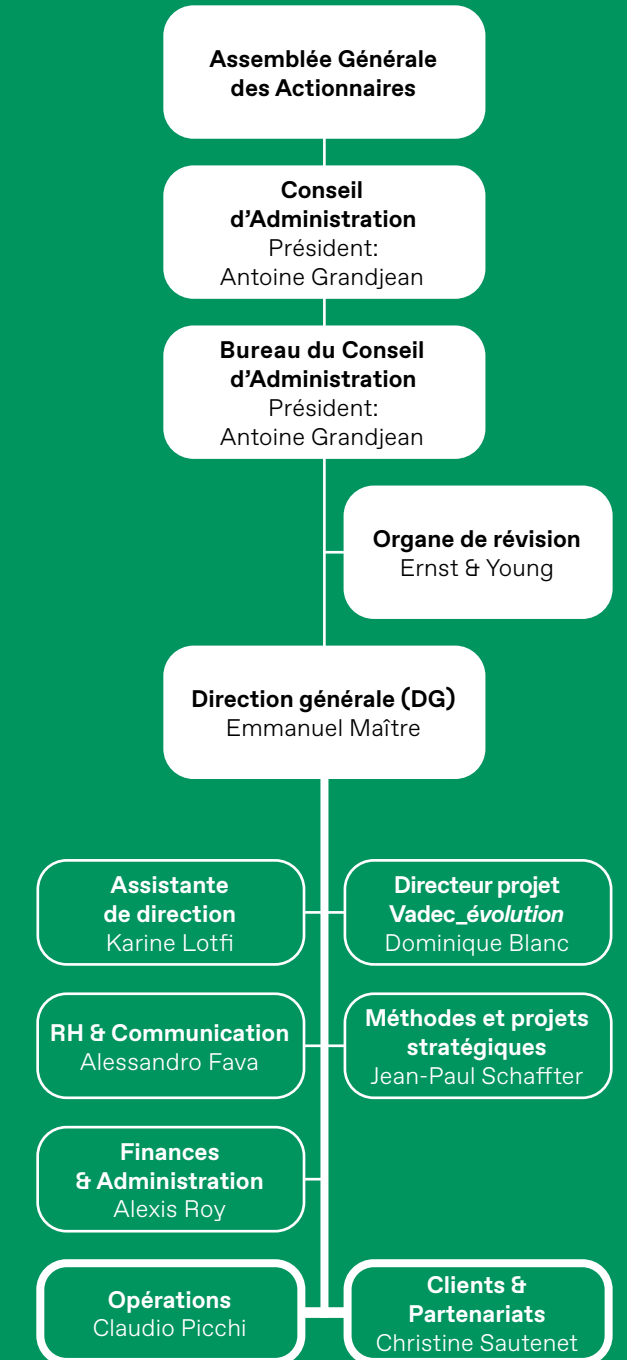 Assemblée Générale
des Actionnaires
Conseil
d'Administration
Président:
Antoine Grandjean
Bureau du Conseil
d'Administration
Président:
Antoine Grandjean
Organe de révision
Ernst & Young
Direction générale (DG)
Emmanuel Maître
Assistante
de direction
Karine Lotfi
Directeur projet
Vadec_évolution
Dominique Blanc
RH & Communication
Alessandro Fava
Méthodes et projets
stratégiques
Jean-Paul Schaffter
Finances
& Administration
Alexis Roy
Opérations
Claudio Picchi
Clients &
Partenariats
Christine Sautenet